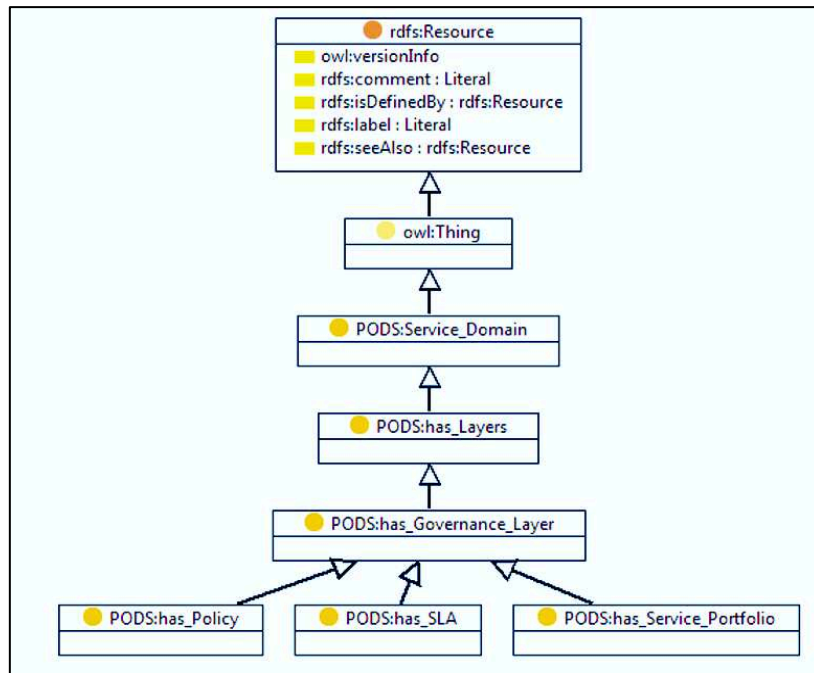 rdfs:Resource
owl:versionInfo
rdfs:comment : Literal
rdfs:isDefinedBy : rdfs:Resource
rdfs:label : Literal
rdfs:seeAlso : rdfs:Resource
owl:Thing
PODS:Service_Domain
PODS:has_Layers
PODS:has_Governance_Layer
PODS:has_Policy
PODS:has_SLA
PODS:has_Service_Portfolio